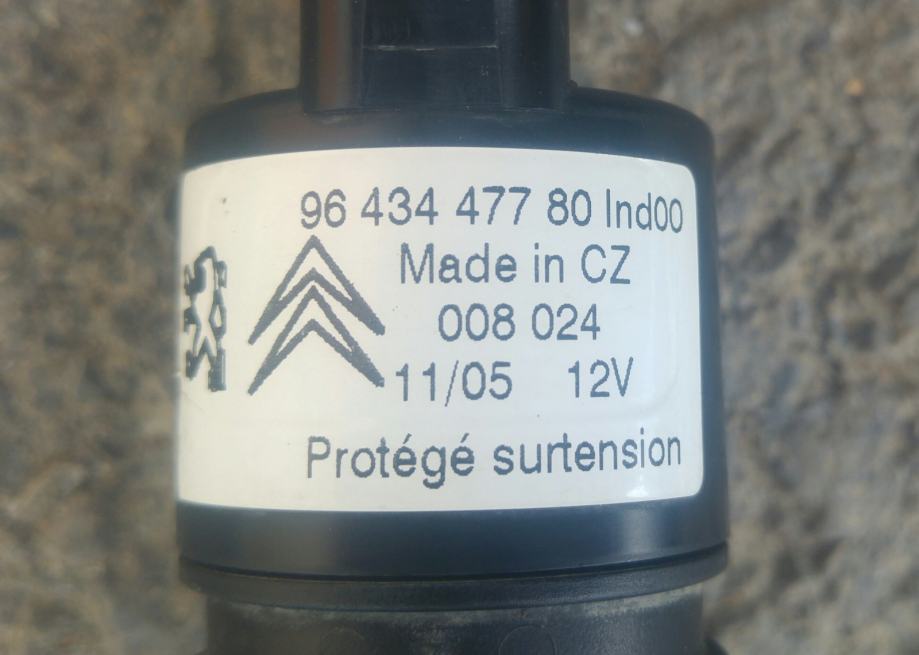 96 434 477 80 Ind00
Made in CZ
008 024
11/05 12V
Protégé surtension